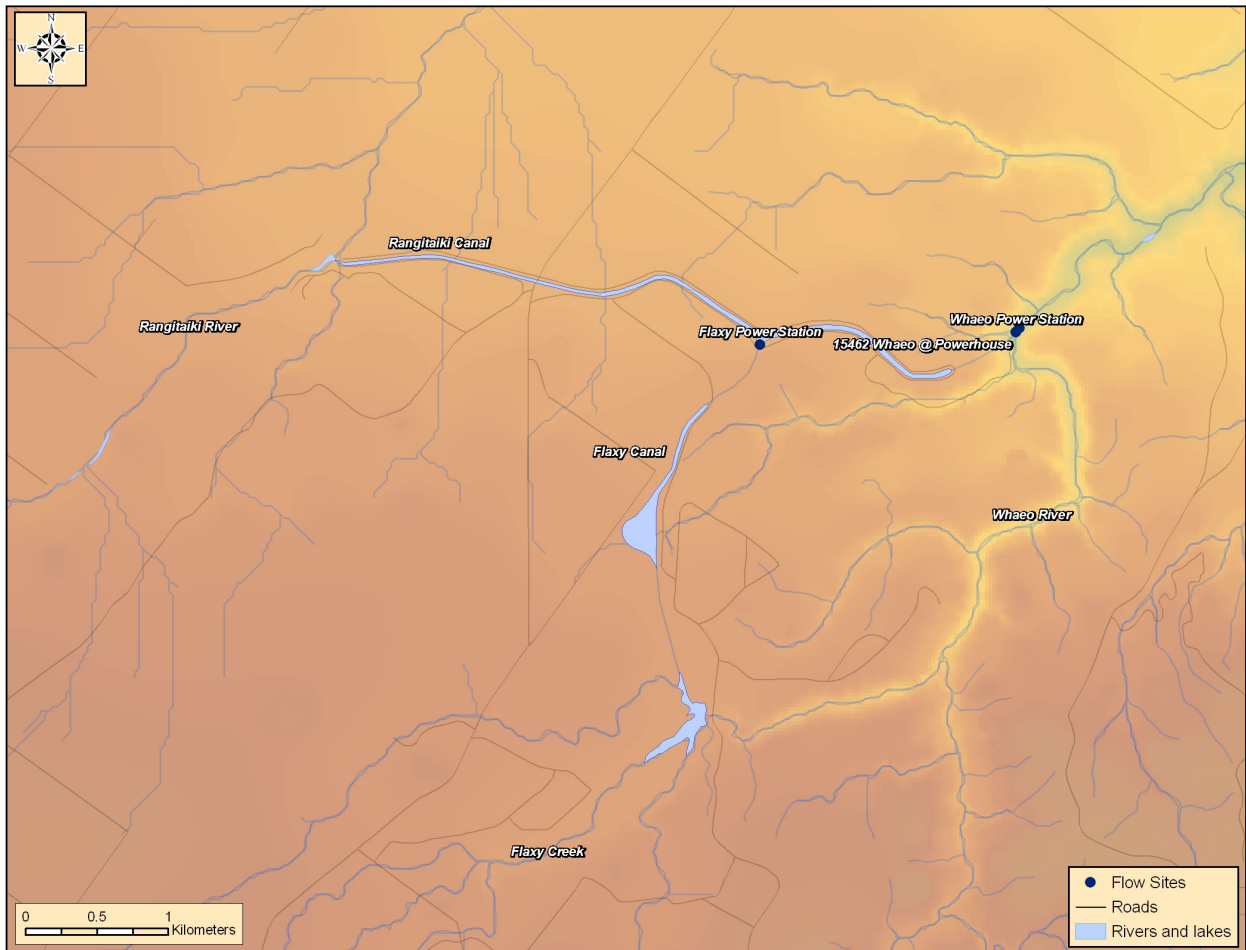 N
W E
S
Rangitaiki Canal
Rangitaiki River
Flaxy Power Station
Whaeo Power Station
15462 Whaeo @ Powerhouse
Flaxy Canal
Whaeo River
Flaxy Creek
0 0.5 1
Kilometers
Flow Sites
Roads
Rivers and lakes